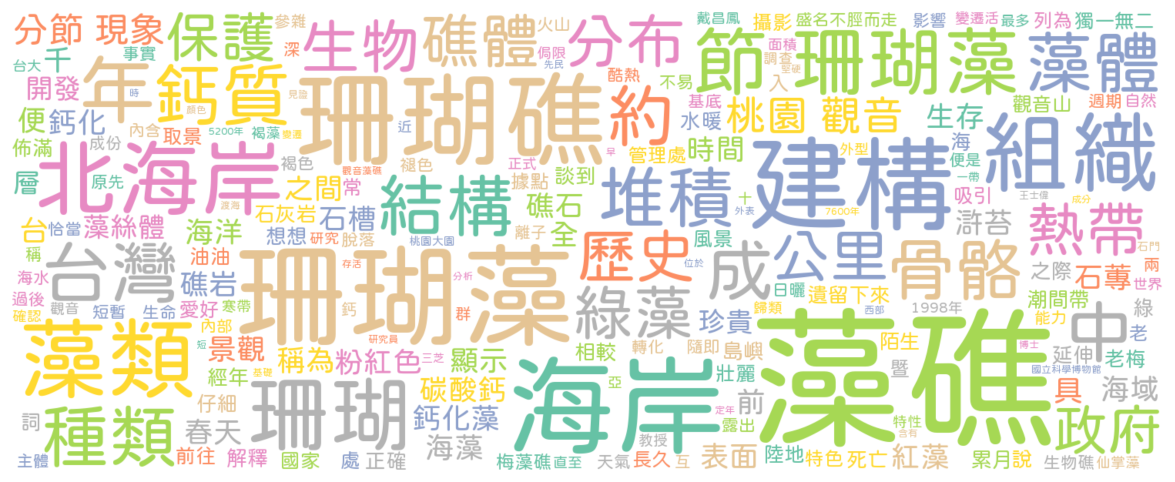 分節 現象 保護 參雜 生物 礁體 火山 分布 戴昌鳳 攝影 盛名不脛而走 影響 變遷活 最多 列為 獨一無二
台大 千 事實 深 侷限 先民 節 面積 調查 珊瑚藻 藻體
開發 年 鈣質 見證 珊瑚礁 酷熱 約 不易 入 基底 桃園 觀音 生存 觀音山 週期 自然
便 鈣化 時 顏色 內含 5200年 褐藻 近 水暖 海
佈滿 成份 取景 正式 早 管理處 時間 外型 便是 組織
北海岸 褐色 褪色 觀音藻礁 據點 談到 堆積 建構 一帶
層 原先 之間 常 濱海 結構 礁石 十 外表 7600年 吸引 王士偉 成分
台 恰當 藻絲體 海洋 石灰岩 石槽 離子 全 滸苔 熱帶
稱 想想 研究 脫落 桃園大園 歷史 風景 石門
台灣 油油 存活 分析 位於 成 公里 骨骼 之際 石蓴 兩
海水 礁岩 珊瑚藻 日曬 遺留下來 世界
過後 觀音 短暫 生命 愛好 寒帶 鈣 群 綠藻 珍貴 歸類 西部 1998年 潮間帶 綠
確認 內部 研究員 能力 中 老
藻類 短 景觀 稱為 粉紅色 三芝 顯示 相較 轉化 隨即 島嶼 陌生 博士 延伸 老梅
經年 基礎 碳酸鈣 亞 壯麗 暨 國立科學博物館
仔細 珊瑚 鈣化藻 海岸 定年 前 藻礁 具 海域
詞 種類 春天 海藻 教授 露出 特性 含有 政府
主體 前往 解釋 國家 處 正確 梅藻礁 直至 天氣 長久 互 表面 陸地 特色 死亡 紅藻 累月 說 生物礁 仙掌藻